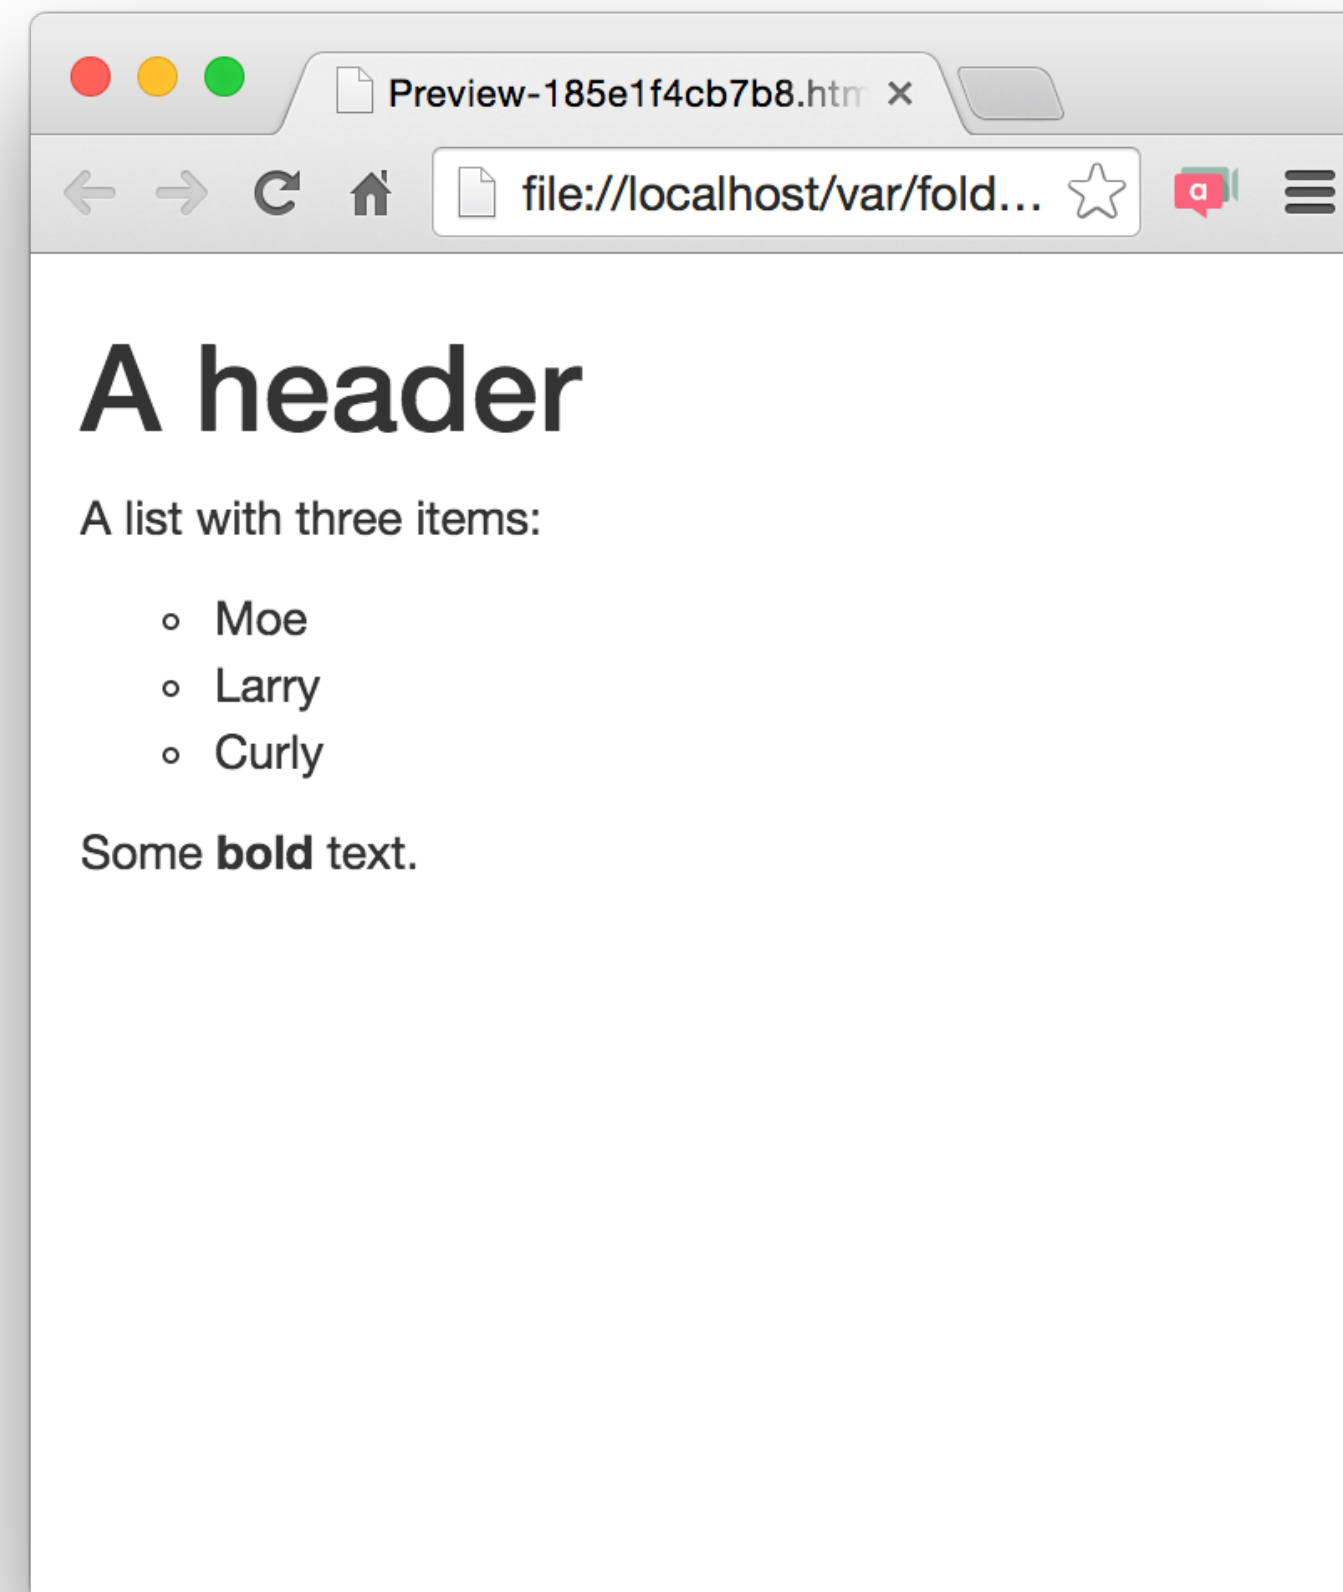 Preview-185e1f4cb7b8.htm
file://localhost/var/fold...
a
A header
A list with three items:
Moe
Larry
Curly
Some bold text.